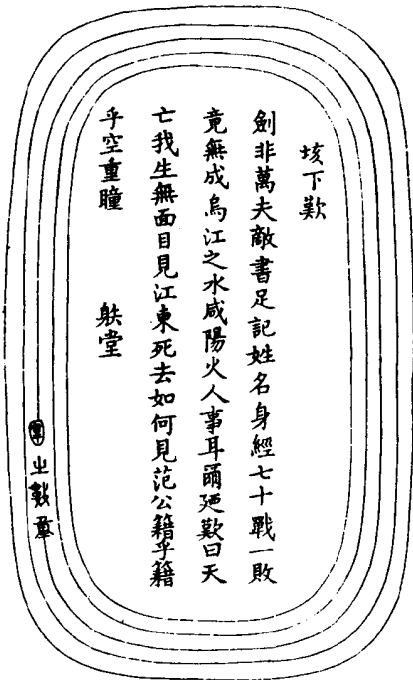 垓下歎
劍非萬夫敵書足記姓名身經七十戰一敗
竟無成烏江之水咸陽火人事耳爾廼歎曰天
亡我生無面目見江東死去如何見范公籍乎籍
乎空重瞳 堂
之